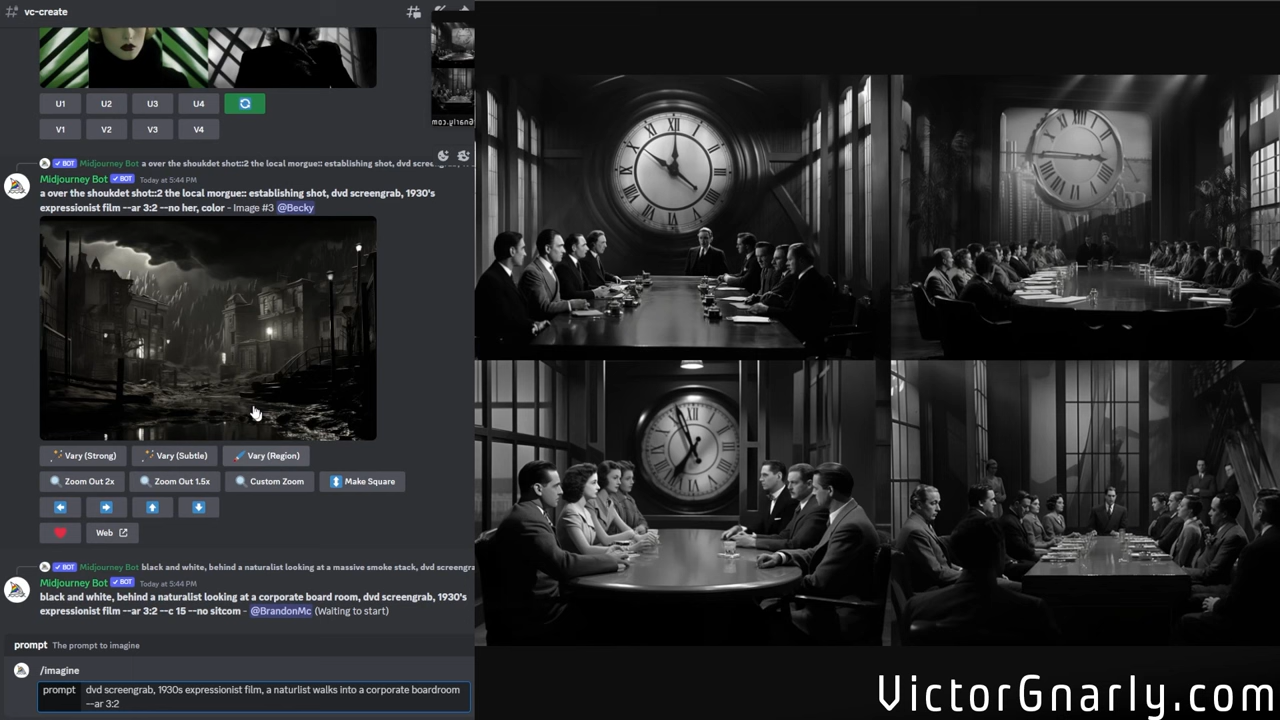 vc-create
U1 U2 U3 U4
V1 V2 V3 V4
BOT Midjourney Bot a over the shoukdet shot::2 the local morgue:: establishing shot, dvd
Midjourney Bot BOT Today at 5:44 PM
a over the shoukdet shot::2 the local morgue:: establishing shot, dvd screengrab, 1930's
expressionist film --ar 3:2 --no her, color - Image #3 @Becky
Vary (Strong) Vary (Subtle) Vary (Region)
Zoom Out 2x Zoom Out 1.5x Custom Zoom Make Square
Web
BOT Midjourney Bot black and white, behind a naturalist looking at a massive smoke stack, dvd screengra
Midjourney Bot BOT Today at 5:44 PM
black and white, behind a naturalist looking at a corporate board room, dvd screengrab, 1930's
expressionist film --ar 3:2 --c 15 --no sitcom - @BrandonMc (Waiting to start)
prompt The prompt to imagine
/imagine
prompt dvd screengrab, 1930s expressionist film, a naturlist walks into a corporate boardroom
--ar 3:2
VictorGnarly.com